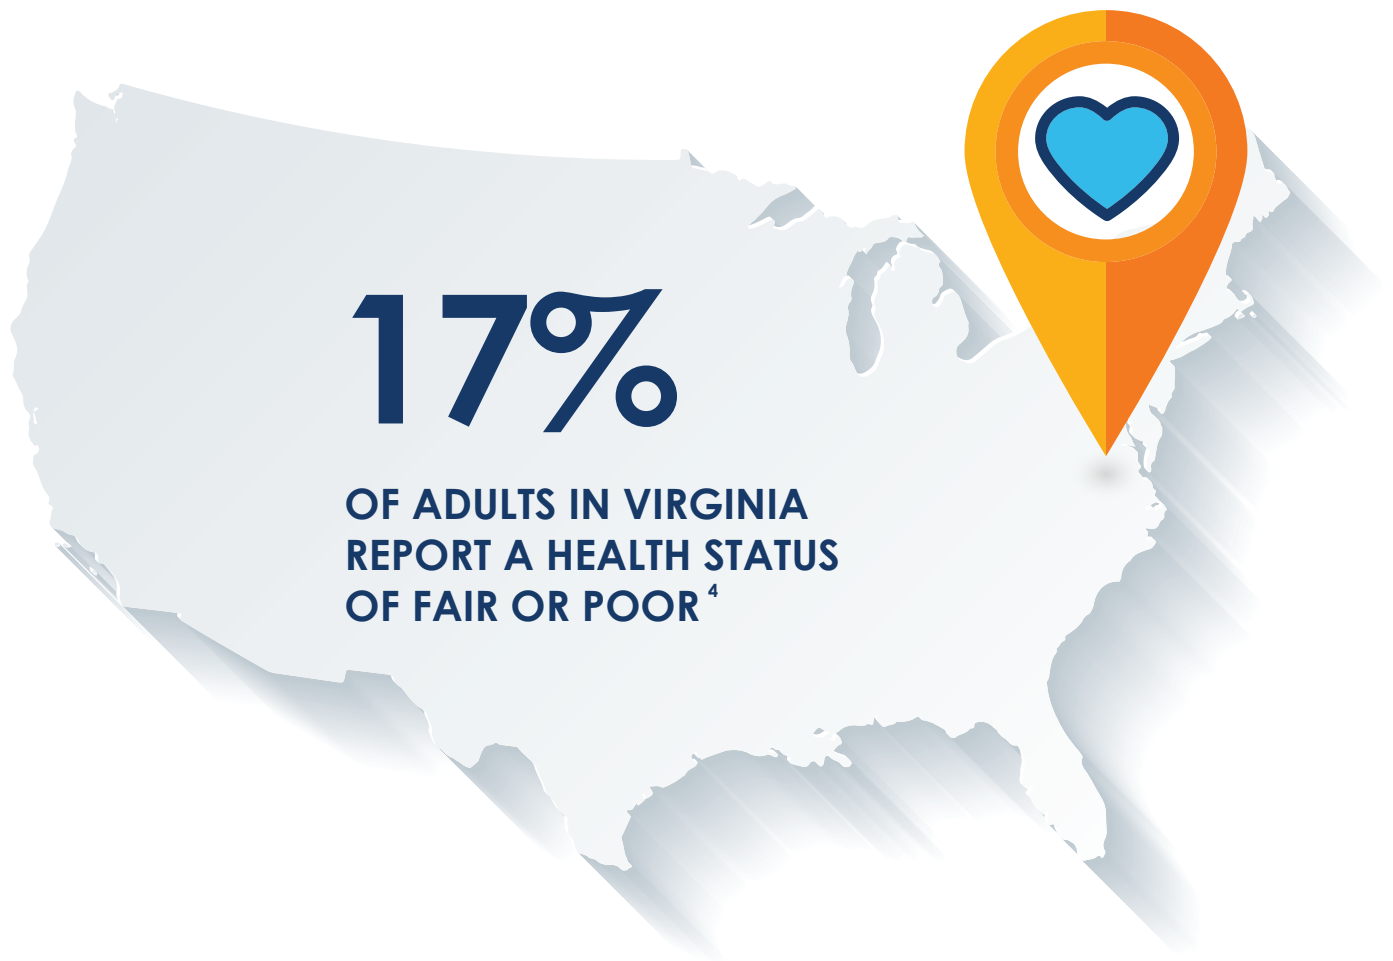 17%
OF ADULTS IN VIRGINIA
REPORT A HEALTH STATUS
OF FAIR OR POOR 4